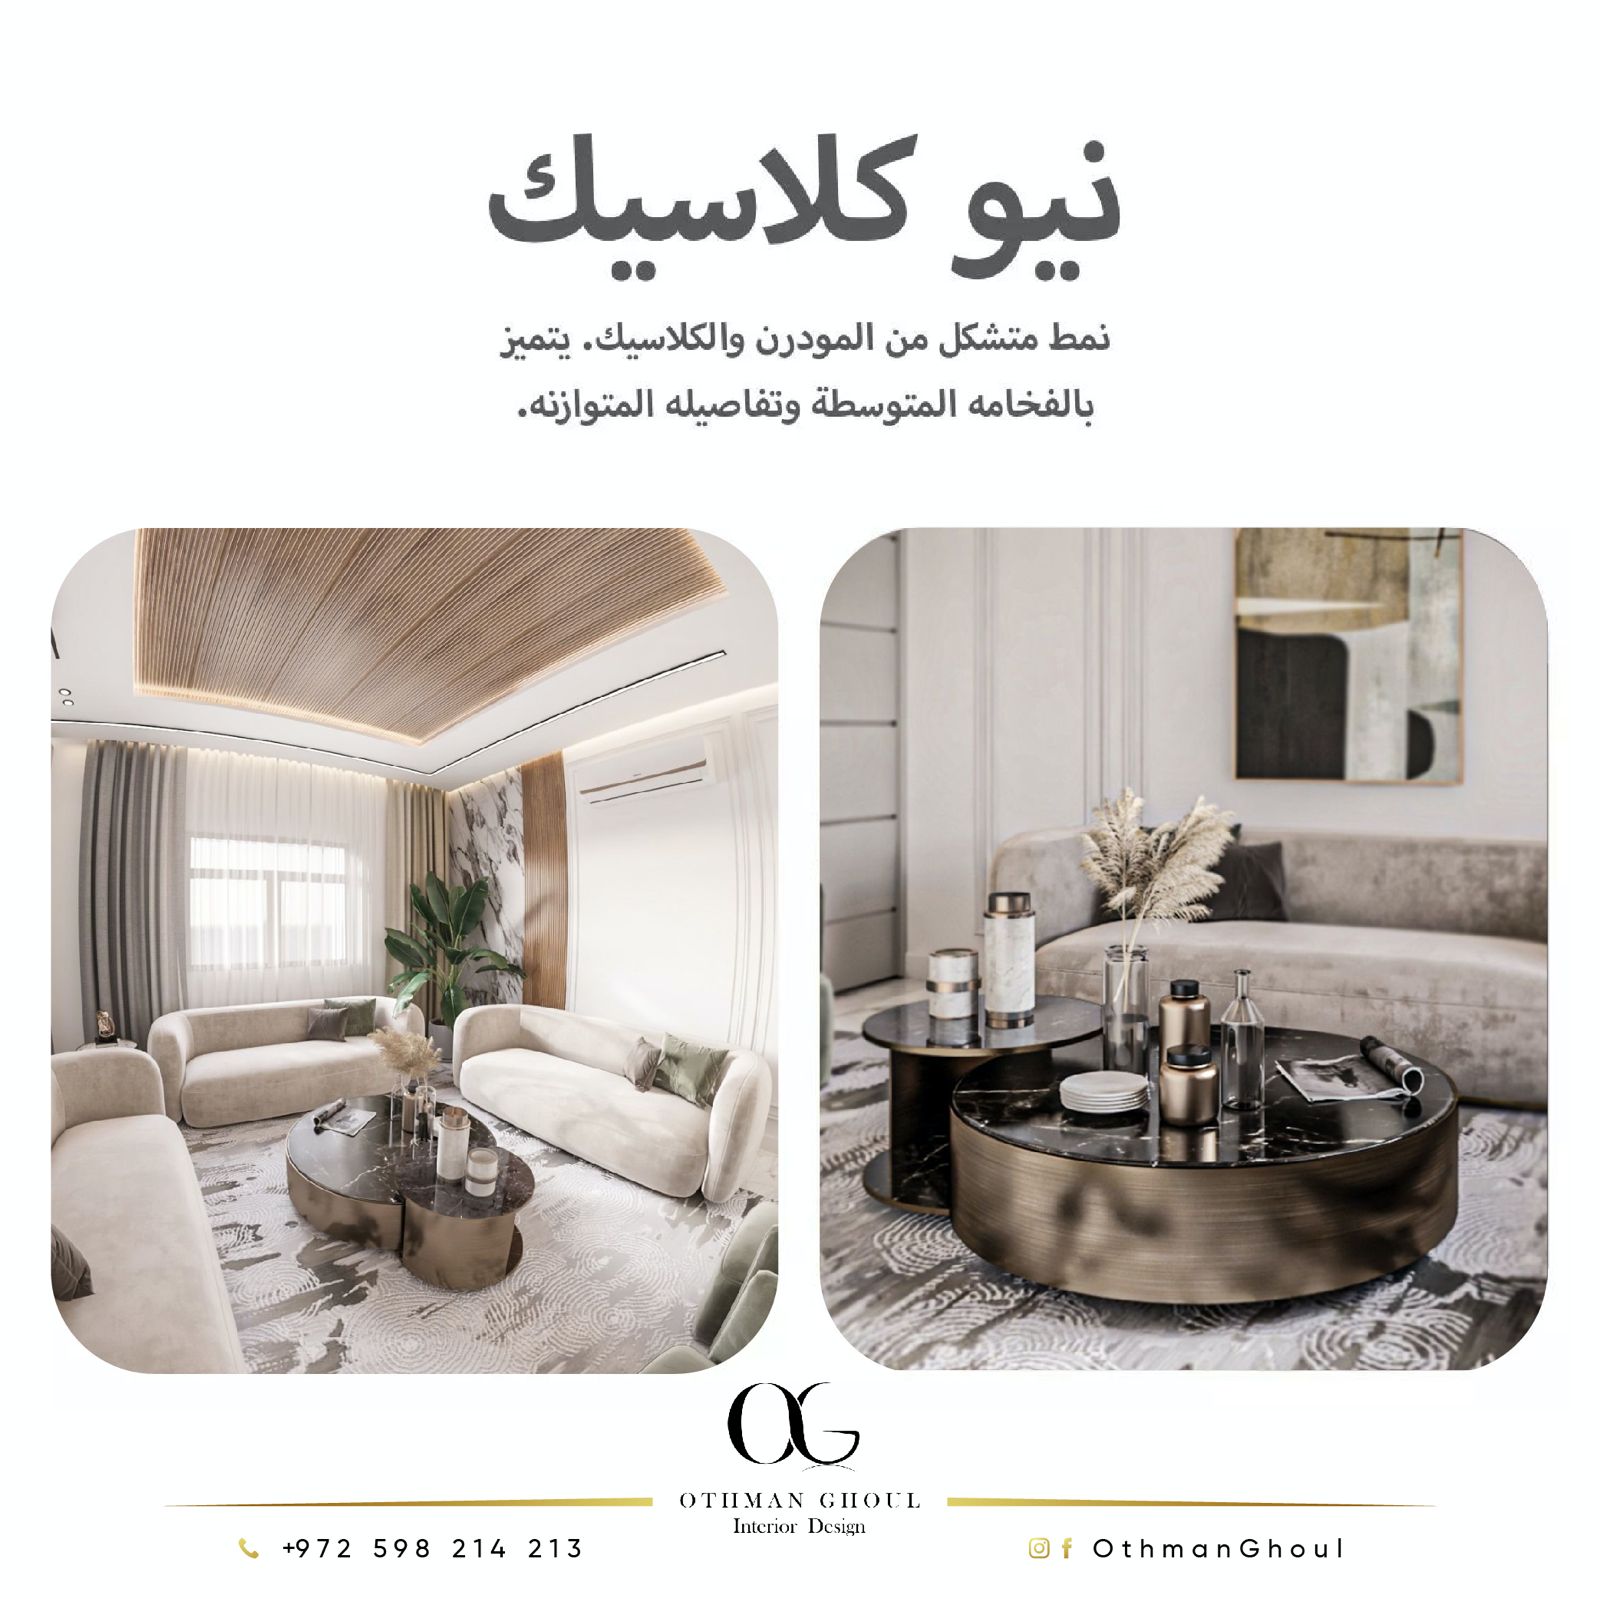 نيو كلاسيك
نمط متشكل من المودرن والكلاسيك. يتميز
بالفخامه المتوسطة وتفاصيله المتوازنه.
OG
OTHMAN GHOUL
Interior Design
+972 598 214 213
OthmanGhoul